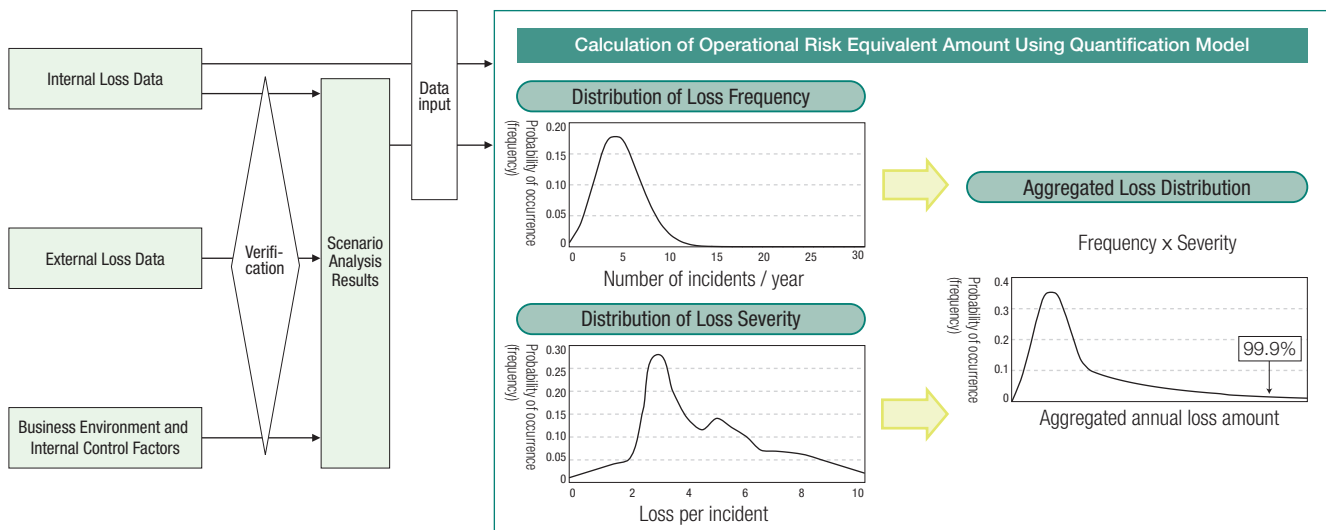 Internal Loss Data
External Loss Data
Business Environment and
Internal Control Factors
Verifi-
cation
Scenario
Analysis
Results
Data
input
Calculation of Operational Risk Equivalent Amount Using Quantification Model
Distribution of Loss Frequency
Probability of occurrence
(frequency)
0.20
0.15
0.10
0.05
0
0 5 10 15 20 25 30
Number of incidents / year
Distribution of Loss Severity
Probability of occurrence
(frequency)
0.30
0.25
0.20
0.15
0.10
0.05
0
0 2 4 6 8 10
Loss per incident
Aggregated Loss Distribution
Frequency x Severity
Probability of occurrence
(frequency)
0.4
0.3
0.2
0.1
0
99.9%
Aggregated annual loss amount